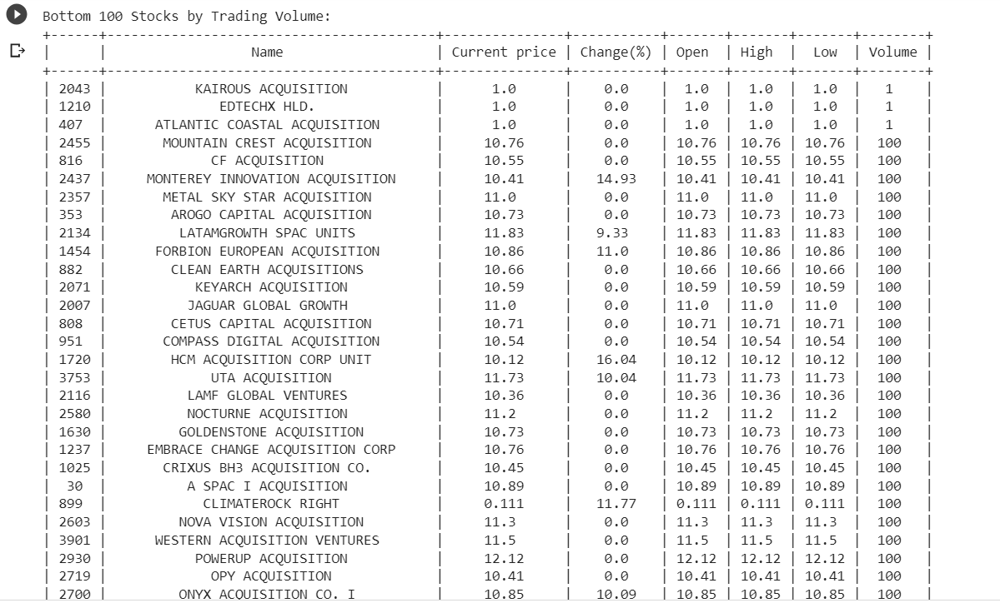 Bottom 100 Stocks by Trading Volume:
+------+------------------------------------------+---------------+-----------+-------+-------+-------+--------+
| | Name | Current price | Change(%) | Open | High | Low | Volume |
+------+------------------------------------------+---------------+-----------+-------+-------+-------+--------+
| 2043 | KAIROUS ACQUISITION | 1.0 | 0.0 | 1.0 | 1.0 | 1.0 | 1 |
| 1210 | EDTECHX HLD. | 1.0 | 0.0 | 1.0 | 1.0 | 1.0 | 1 |
| 407 | ATLANTIC COASTAL ACQUISITION | 1.0 | 0.0 | 1.0 | 1.0 | 1.0 | 1 |
| 2455 | MOUNTAIN CREST ACQUISITION | 10.76 | 0.0 | 10.76 | 10.76 | 10.76 | 100 |
| 816 | CF ACQUISITION | 10.55 | 0.0 | 10.55 | 10.55 | 10.55 | 100 |
| 2437 | MONTEREY INNOVATION ACQUISITION | 10.41 | 14.93 | 10.41 | 10.41 | 10.41 | 100 |
| 2357 | METAL SKY STAR ACQUISITION | 11.0 | 0.0 | 11.0 | 11.0 | 11.0 | 100 |
| 353 | AROGO CAPITAL ACQUISITION | 10.73 | 0.0 | 10.73 | 10.73 | 10.73 | 100 |
| 2134 | LATAMGROWTH SPAC UNITS | 11.83 | 9.33 | 11.83 | 11.83 | 11.83 | 100 |
| 1454 | FORBION EUROPEAN ACQUISITION | 10.86 | 11.0 | 10.86 | 10.86 | 10.86 | 100 |
| 882 | CLEAN EARTH ACQUISITIONS | 10.66 | 0.0 | 10.66 | 10.66 | 10.66 | 100 |
| 2071 | KEYARCH ACQUISITION | 10.59 | 0.0 | 10.59 | 10.59 | 10.59 | 100 |
| 2007 | JAGUAR GLOBAL GROWTH | 11.0 | 0.0 | 11.0 | 11.0 | 11.0 | 100 |
| 808 | CETUS CAPITAL ACQUISITION | 10.71 | 0.0 | 10.71 | 10.71 | 10.71 | 100 |
| 951 | COMPASS DIGITAL ACQUISITION | 10.54 | 0.0 | 10.54 | 10.54 | 10.54 | 100 |
| 1720 | HCM ACQUISITION CORP UNIT | 10.12 | 16.04 | 10.12 | 10.12 | 10.12 | 100 |
| 3753 | UTA ACQUISITION | 11.73 | 10.04 | 11.73 | 11.73 | 11.73 | 100 |
| 2116 | LAMF GLOBAL VENTURES | 10.36 | 0.0 | 10.36 | 10.36 | 10.36 | 100 |
| 2580 | NOCTURNE ACQUISITION | 11.2 | 0.0 | 11.2 | 11.2 | 11.2 | 100 |
| 1630 | GOLDENSTONE ACQUISITION | 10.73 | 0.0 | 10.73 | 10.73 | 10.73 | 100 |
| 1237 | EMBRACE CHANGE ACQUISITION CORP | 10.76 | 0.0 | 10.76 | 10.76 | 10.76 | 100 |
| 1025 | CRIXUS BH3 ACQUISITION CO. | 10.45 | 0.0 | 10.45 | 10.45 | 10.45 | 100 |
| 30 | A SPAC I ACQUISITION | 10.89 | 0.0 | 10.89 | 10.89 | 10.89 | 100 |
| 899 | CLIMATEROCK RIGHT | 0.111 | 11.77 | 0.111 | 0.111 | 0.111 | 100 |
| 2603 | NOVA VISION ACQUISITION | 11.3 | 0.0 | 11.3 | 11.3 | 11.3 | 100 |
| 3901 | WESTERN ACQUISITION VENTURES | 11.5 | 0.0 | 11.5 | 11.5 | 11.5 | 100 |
| 2930 | POWERUP ACQUISITION | 12.12 | 0.0 | 12.12 | 12.12 | 12.12 | 100 |
| 2719 | OPY ACQUISITION | 10.41 | 0.0 | 10.41 | 10.41 | 10.41 | 100 |
| 2700 | ONYX ACQUISITION CO. I | 10.85 | 10.09 | 10.85 | 10.85 | 10.85 | 100 |